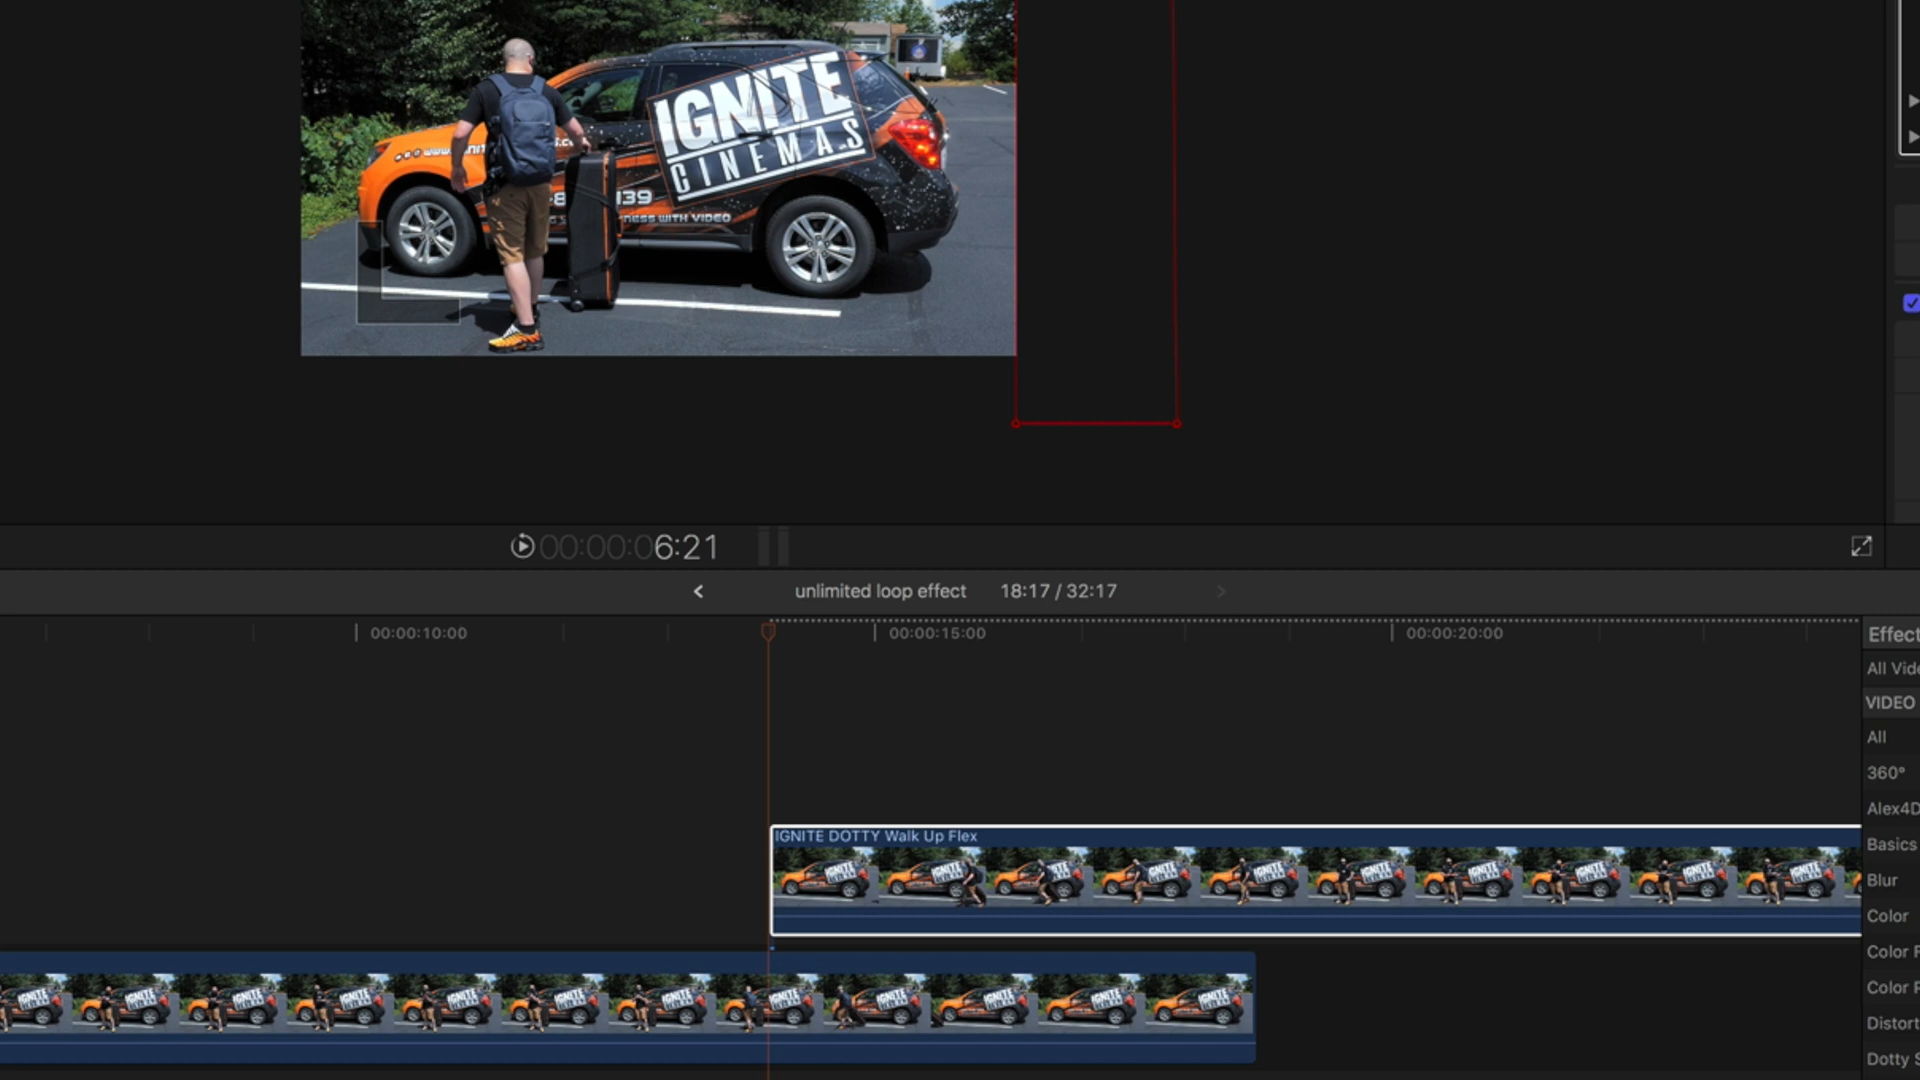 IGNITE
CINEMAS
139
NESS WITH VIDEO
00:00:06:21
unlimited loop effect 18:17 / 32:17
00:00:10:00 00:00:15:00 00:00:20:00
Effect
All Vide
VIDEO
All
360°
Alex4D
IGNITE DOTTY Walk Up Flex
Basics
Blur
Color
Color F
Color P
Distort
Dotty S